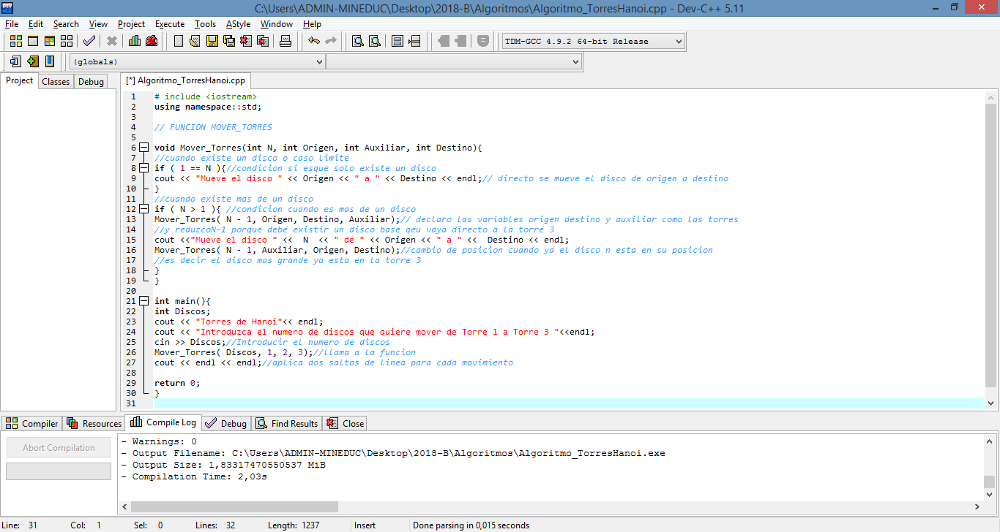 C:\Users\ADMIN-MINEDUC\Desktop\2018-B\Algoritmos\Algoritmo_TorresHanoi.cpp - Dev-C++ 5.11
File Edit Search View Project Execute Tools AStyle Window Help
TDM-GCC 4.9.2 64-bit Release
(globals)
Project Classes Debug
[*] Algoritmo_TorresHanoi.cpp
1 # include <iostream>
2 using namespace::std;
3
4 // FUNCION MOVER_TORRES
5
6 void Mover_Torres(int N, int Origen, int Auxiliar, int Destino){
7 //cuando existe un disco o caso limite
8 if ( 1 == N ){//condicion si esque solo existe un disco
9 cout << "Mueve el disco " << Origen << " a " << Destino << endl;// directo se mueve el disco de origen a destino
10 }
11 //cuando existe mas de un disco
12 if ( N > 1 ){ //condicion cuando es mas de un disco
13 Mover_Torres( N - 1, Origen, Destino, Auxiliar);// declaro las variables origen destino y auxiliar como las torres
14 //y reduzcoN-1 porque debe existir un disco base qeu vaya directo a la torre 3
15 cout <<"Mueve el disco " <<  N  << " de " << Origen << " a " <<  Destino << endl;
16 Mover_Torres( N - 1, Auxiliar, Origen, Destino);//cambio de posicion cuando ya el disco n esta en su posicion
17 //es decir el disco mas grande ya esta en la torre 3
18 }
19 }
20
21 int main(){
22 int Discos;
23 cout << "Torres de Hanoi"<< endl;
24 cout << "Introduzca el numero de discos que quiere mover de Torre 1 a Torre 3 "<<endl;
25 cin >> Discos;//Introducir el numero de discos
26 Mover_Torres( Discos, 1, 2, 3);//llama a la funcion
27 cout << endl << endl;//aplica dos saltos de linea para cada movimiento
28
29 return 0;
30 }
31
Compiler Resources Compile Log Debug Find Results Close
Abort Compilation
- Warnings: 0
- Output Filename: C:\Users\ADMIN-MINEDUC\Desktop\2018-B\Algoritmos\Algoritmo_TorresHanoi.exe
- Output Size: 1,83317470550537 MiB
- Compilation Time: 2,03s
Line: 31 Col: 1 Sel: 0 Lines: 32 Length: 1237 Insert Done parsing in 0,015 seconds